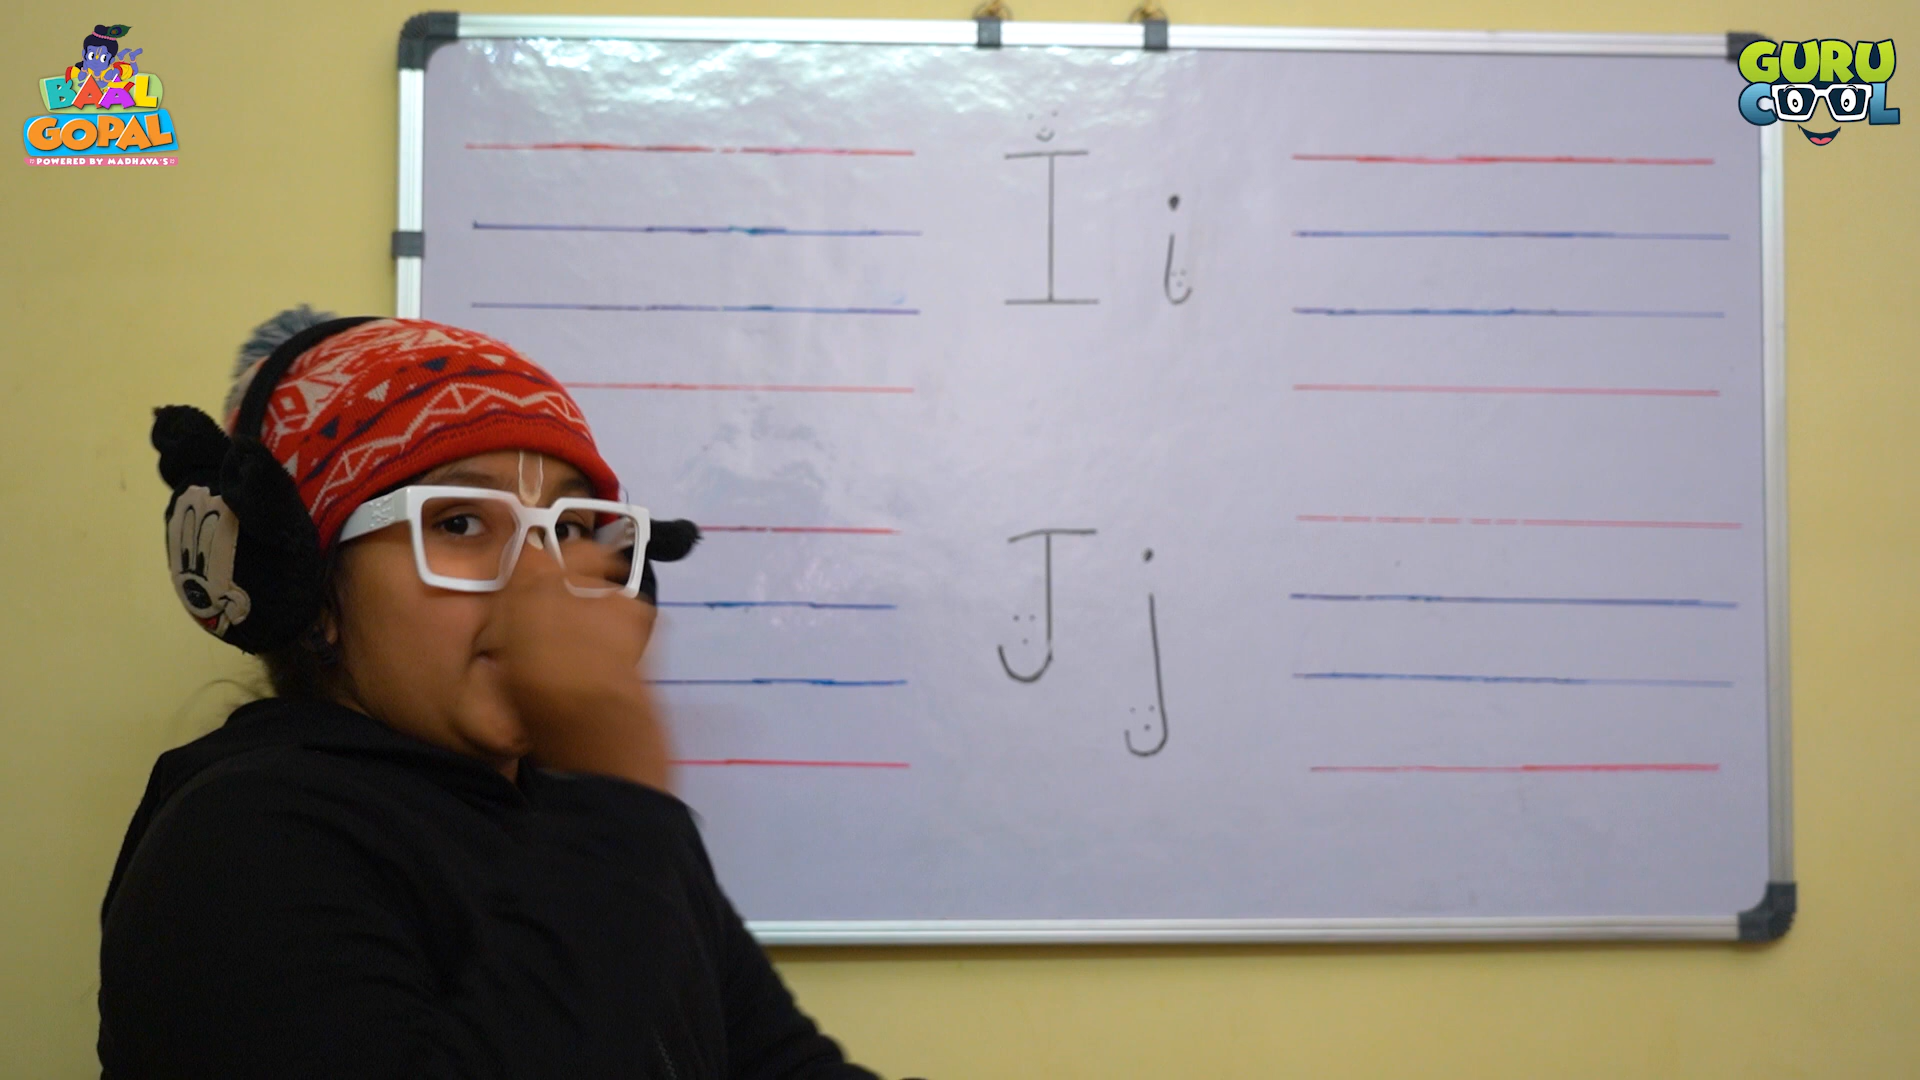 BAAL
GOPAL
POWERED BY MADHAVA'S
GURU
COOL
I i
J j